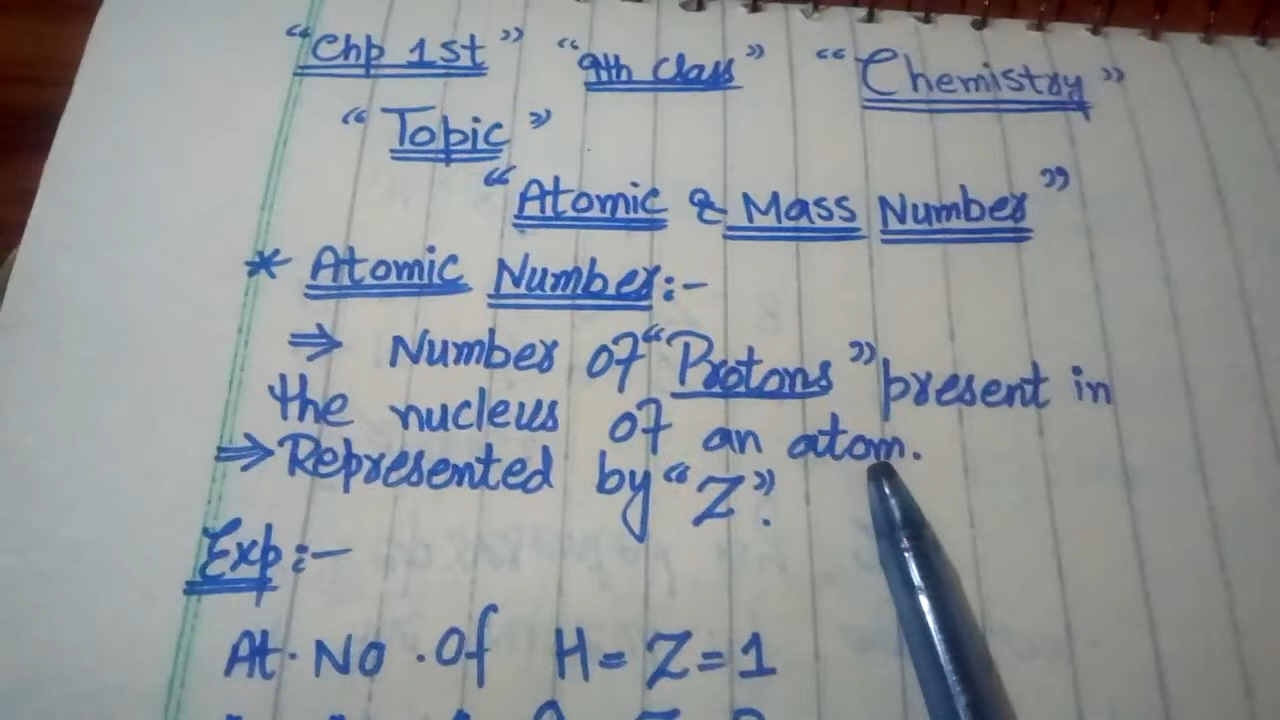 "Chp 1st" "9th Class" "Chemistry"
"Topic"
"Atomic & Mass Number"
* Atomic Number:-
⇒ Number of "Protons" present in
the nucleus of an atom.
⇒ Represented by "Z".
Exp:-
At. No. of H = Z = 1